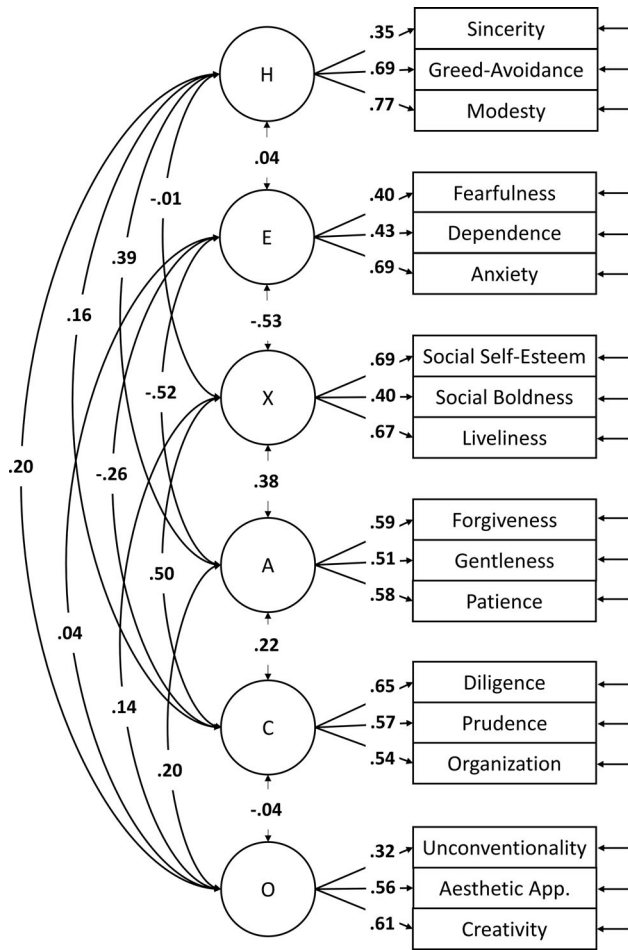 H
.35
Sincerity
.69
Greed-Avoidance
.77
Modesty
.04
-.01
E
.40
Fearfulness
.43
Dependence
.69
Anxiety
.39
.16
-.53
X
.69
Social Self-Esteem
.40
Social Boldness
.67
Liveliness
-.52
.20
-.26
.38
A
.59
Forgiveness
.51
Gentleness
.58
Patience
.50
.04
.22
C
.65
Diligence
.57
Prudence
.54
Organization
.14
.20
-.04
O
.32
Unconventionality
.56
Aesthetic App.
.61
Creativity